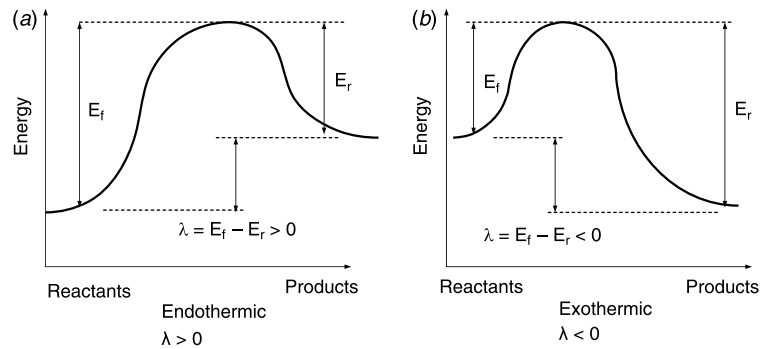 (a)
Energy
E_f
E_r
λ = E_f − E_r > 0
Reactants
Products
Endothermic
λ > 0
(b)
Energy
E_f
E_r
λ = E_f − E_r < 0
Reactants
Products
Exothermic
λ < 0